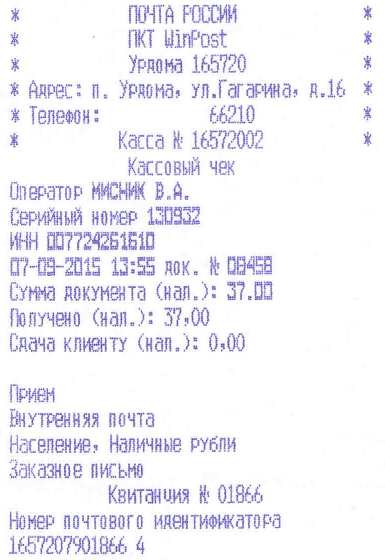 * ПОЧТА РОССИИ *
* ПКТ WinPost *
* Урдома 165720 *
* Адрес: п. Урдома, ул.Гагарина, д.16 *
* Телефон: 66210 *
* Касса № 16572002 *
Кассовый чек
Оператор МИСНИК В.А.
Серийный номер 130932
ИНН 007724261610
07-09-2015 13:55 док. № 08458
Сумма документа (нал.): 37.00
Получено (нал.): 37,00
Сдача клиенту (нал.): 0,00
Прием
Внутренняя почта
Население, Наличные рубли
Заказное письмо
Квитанция № 01866
Номер почтового идентификатора
1657207901866 4